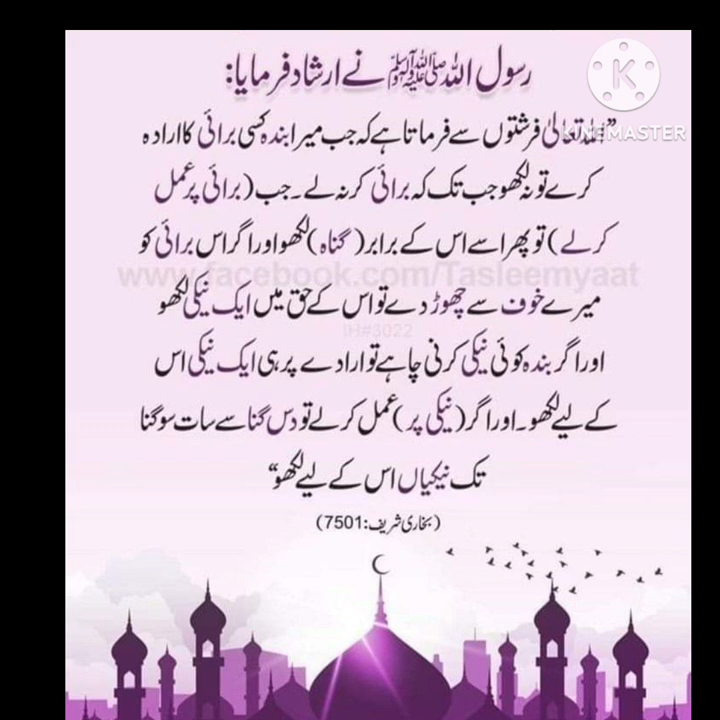 رسول اللہ ﷺ نے ارشاد فرمایا:
K
KINEMASTER
”اللہ تعالیٰ فرشتوں سے فرماتا ہے کہ جب میرا بندہ کسی برائی کا ارادہ
کرے تو نہ لکھو جب تک کہ برائی کر نہ لے۔ جب (برائی پر عمل
کرلے) تو پھر اسے اس کے برابر (گناہ) لکھو اور اگر اس برائی کو
www.facebook.com/Tasleemyaat
میرے خوف سے چھوڑ دے تو اس کے حق میں ایک نیکی لکھو
IH#3022
اور اگر بندہ کوئی نیکی کرنی چاہے تو ارادے پر ہی ایک نیکی اس
کے لیے لکھو۔ اور اگر (نیکی پر) عمل کرلے تو دس گنا سے سات سو گنا
تک نیکیاں اس کے لیے لکھو“
(بخاری شریف: 7501)